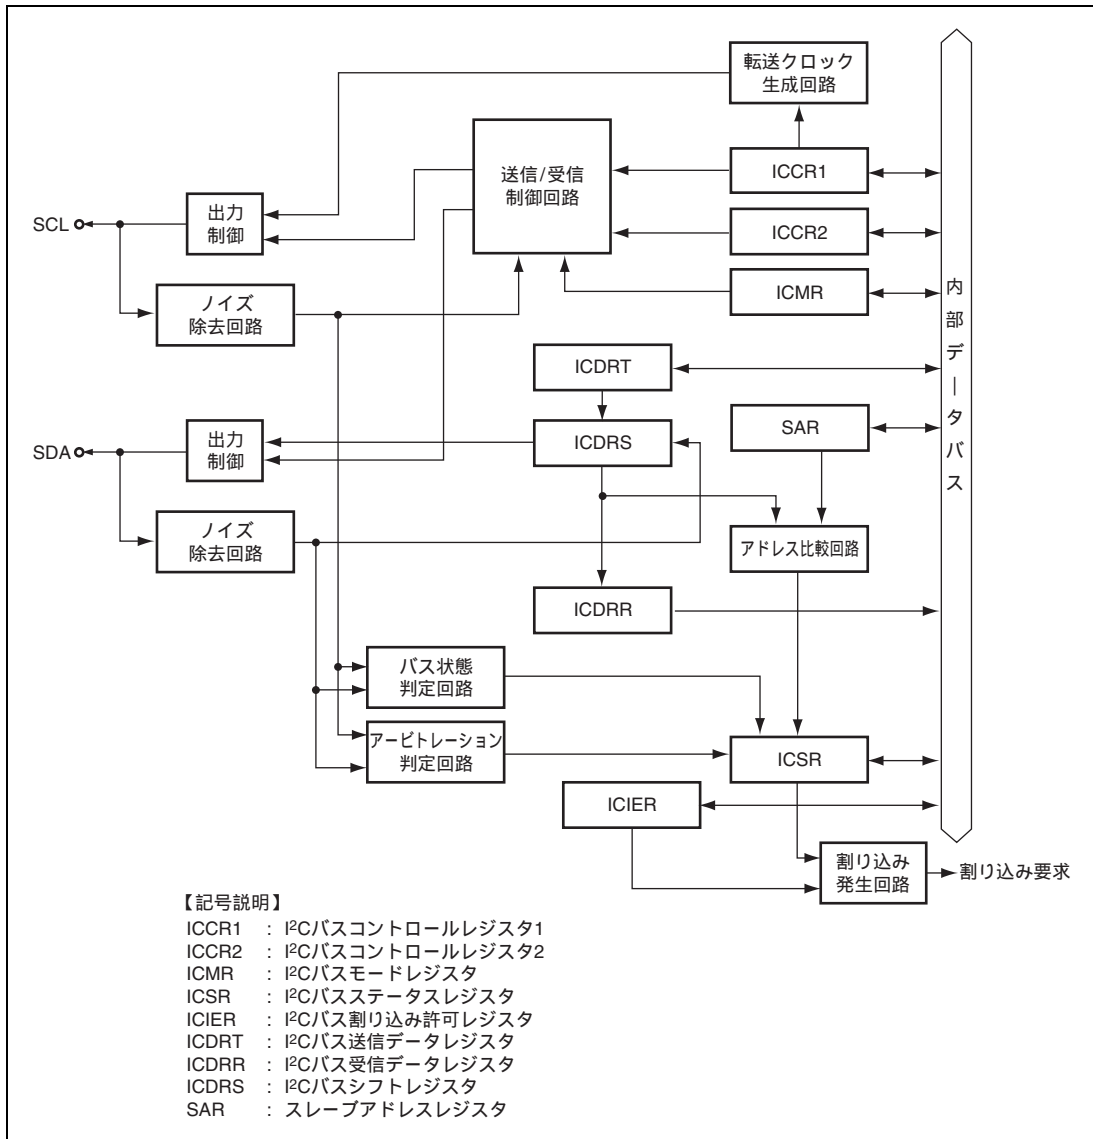 転送クロック
生成回路
送信/受信
制御回路
ICCR1
SCL
出力
制御
ICCR2
ICMR
ノイズ
除去回路
内部データバス
ICDRT
SAR
SDA
出力
制御
ICDRS
ノイズ
除去回路
アドレス比較回路
ICDRR
バス状態
判定回路
アービトレーション
判定回路
ICSR
ICIER
割り込み
発生回路
割り込み要求
【記号説明】
ICCR1 : I²Cバスコントロールレジスタ1
ICCR2 : I²Cバスコントロールレジスタ2
ICMR : I²Cバスモードレジスタ
ICSR : I²Cバスステータスレジスタ
ICIER : I²Cバス割り込み許可レジスタ
ICDRT : I²Cバス送信データレジスタ
ICDRR : I²Cバス受信データレジスタ
ICDRS : I²Cバスシフトレジスタ
SAR : スレーブアドレスレジスタ